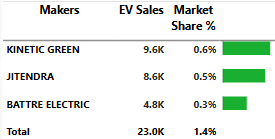 Makers EV Sales Market Share %
KINETIC GREEN 9.6K 0.6%
JITENDRA 8.6K 0.5%
BATTRE ELECTRIC 4.8K 0.3%
Total 23.0K 1.4%